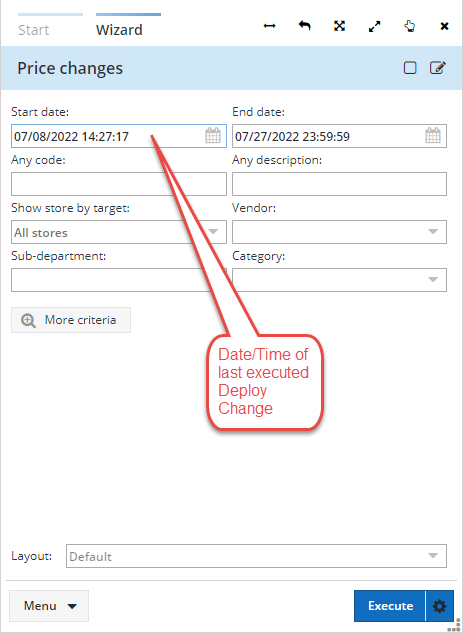 Start
Wizard
Price changes
Start date:
End date:
07/08/2022 14:27:17
07/27/2022 23:59:59
Any code:
Any description:
Show store by target:
Vendor:
All stores
Sub-department:
Category:
More criteria
Date/Time of
last executed
Deploy
Change
Layout:
Default
Menu
Execute